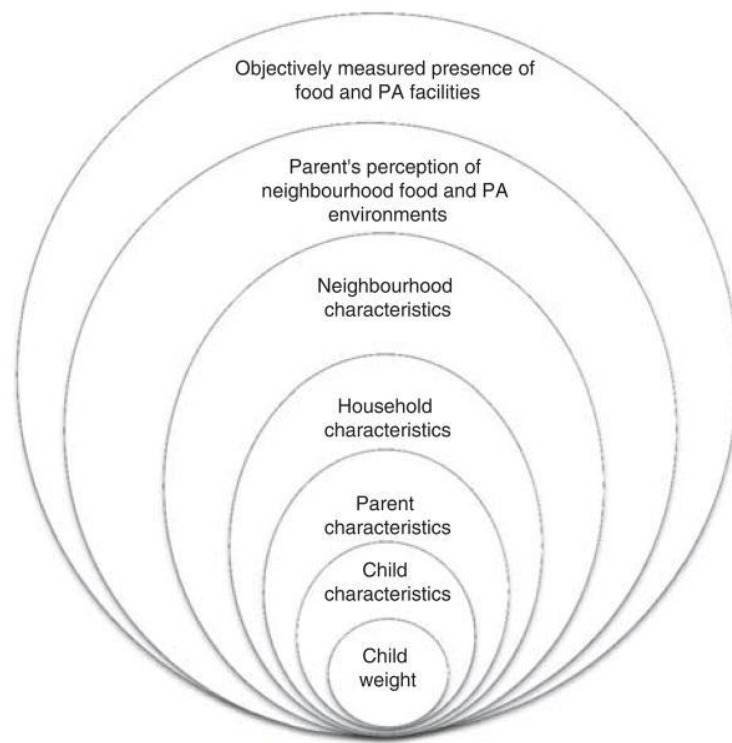 Objectively measured presence of
food and PA facilities
Parent's perception of
neighbourhood food and PA
environments
Neighbourhood
characteristics
Household
characteristics
Parent
characteristics
Child
characteristics
Child
weight